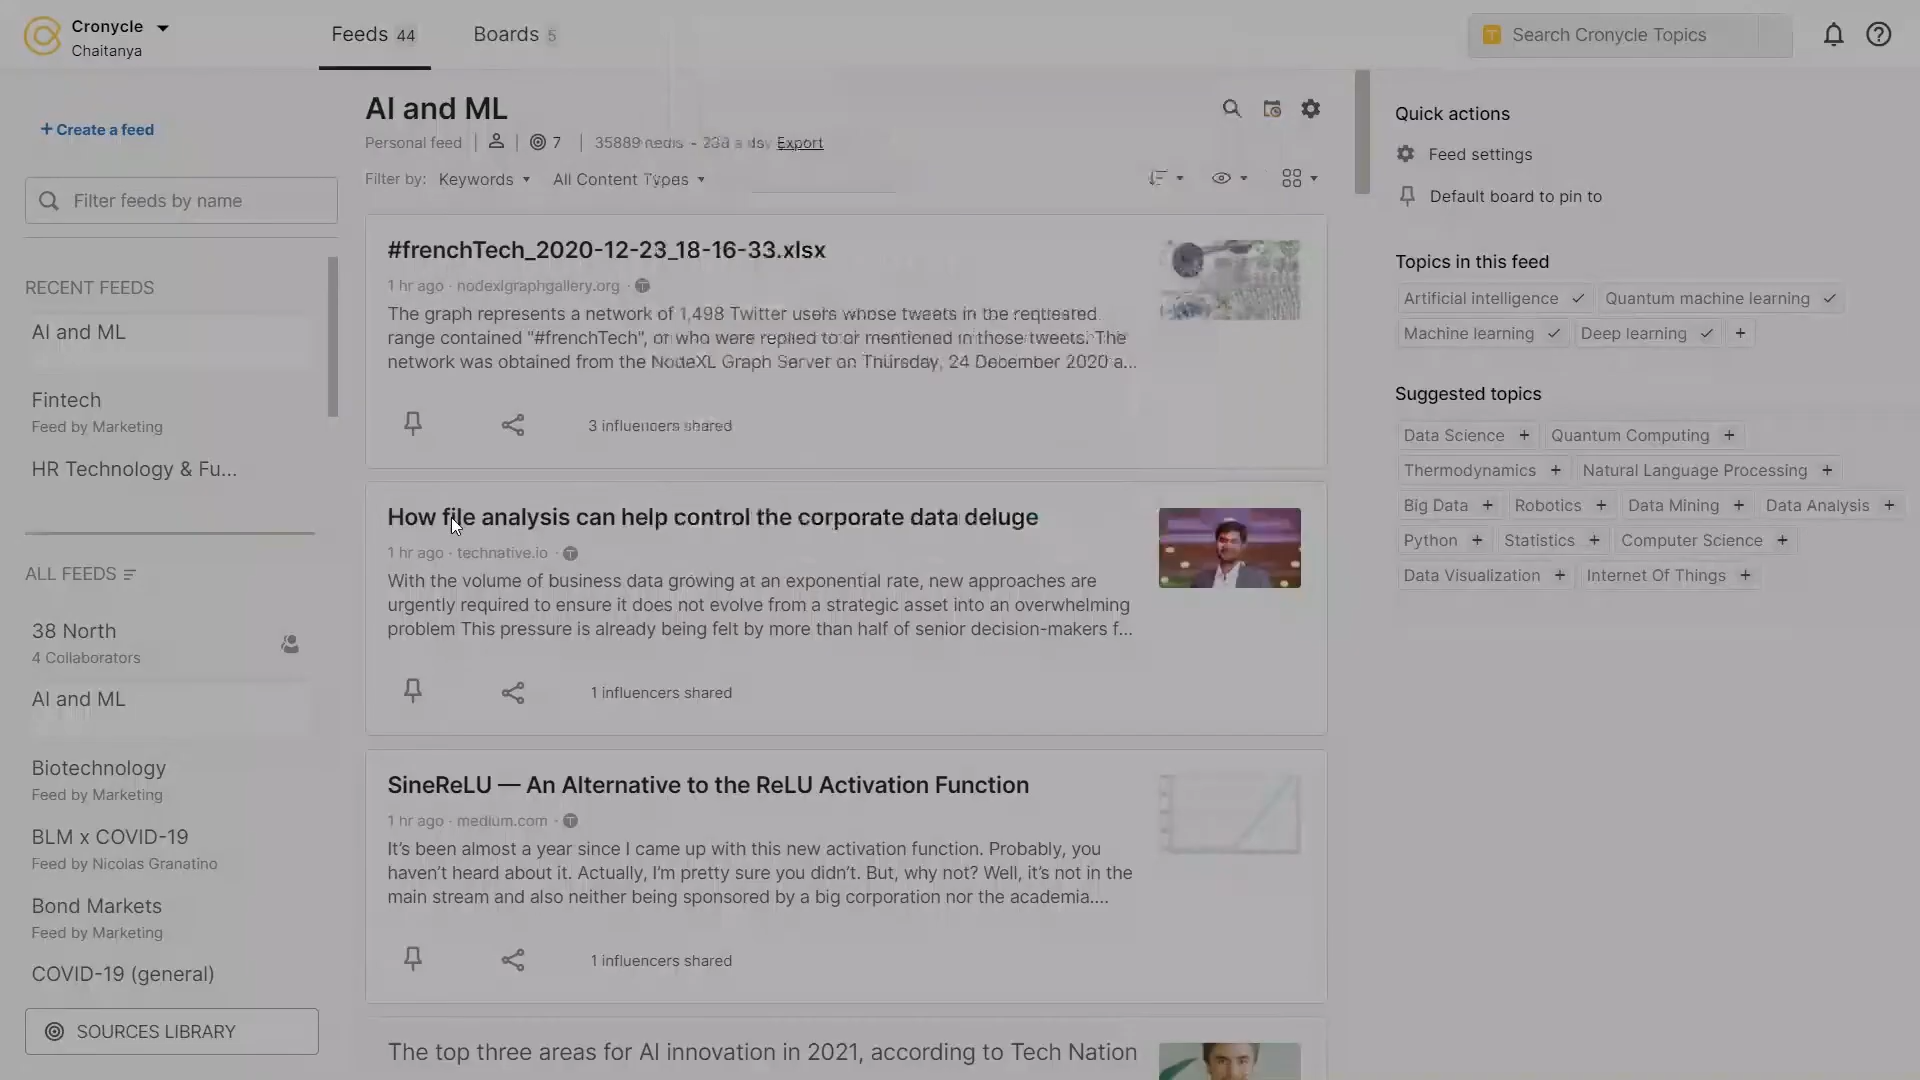 Cronycle
Chaitanya
Feeds 44
Boards 5
Search Cronycle Topics
+ Create a feed
Filter feeds by name
RECENT FEEDS
AI and ML
Fintech
Feed by Marketing
HR Technology & Fu...
ALL FEEDS
38 North
4 Collaborators
AI and ML
Biotechnology
Feed by Marketing
BLM x COVID-19
Feed by Nicolas Granatino
Bond Markets
Feed by Marketing
COVID-19 (general)
SOURCES LIBRARY
AI and ML
Personal feed | | 7 | 35889 - a Export
Filter by: Keywords All Content Types
#frenchTech_2020-12-23_18-16-33.xlsx
1 hr ago · nodexlgraphgallery.org ·
The graph represents a network of 1,498 Twitter users whose tweets in the requested
range contained "#frenchTech", or who were replied to or mentioned in those tweets. The
network was obtained from the NodeXL Graph Server on Thursday, 24 December 2020 a...
3 influencers shared
How file analysis can help control the corporate data deluge
1 hr ago · technative.io ·
With the volume of business data growing at an exponential rate, new approaches are
urgently required to ensure it does not evolve from a strategic asset into an overwhelming
problem This pressure is already being felt by more than half of senior decision-makers f...
1 influencers shared
SineReLU — An Alternative to the ReLU Activation Function
1 hr ago · medium.com ·
It's been almost a year since I came up with this new activation function. Probably, you
haven't heard about it. Actually, I'm pretty sure you didn't. But, why not? Well, it's not in the
main stream and also neither being sponsored by a big corporation nor the academia....
1 influencers shared
The top three areas for AI innovation in 2021, according to Tech Nation
Quick actions
Feed settings
Default board to pin to
Topics in this feed
Artificial intelligence Quantum machine learning
Machine learning Deep learning +
Suggested topics
Data Science + Quantum Computing +
Thermodynamics + Natural Language Processing +
Big Data + Robotics + Data Mining + Data Analysis +
Python + Statistics + Computer Science +
Data Visualization + Internet Of Things +